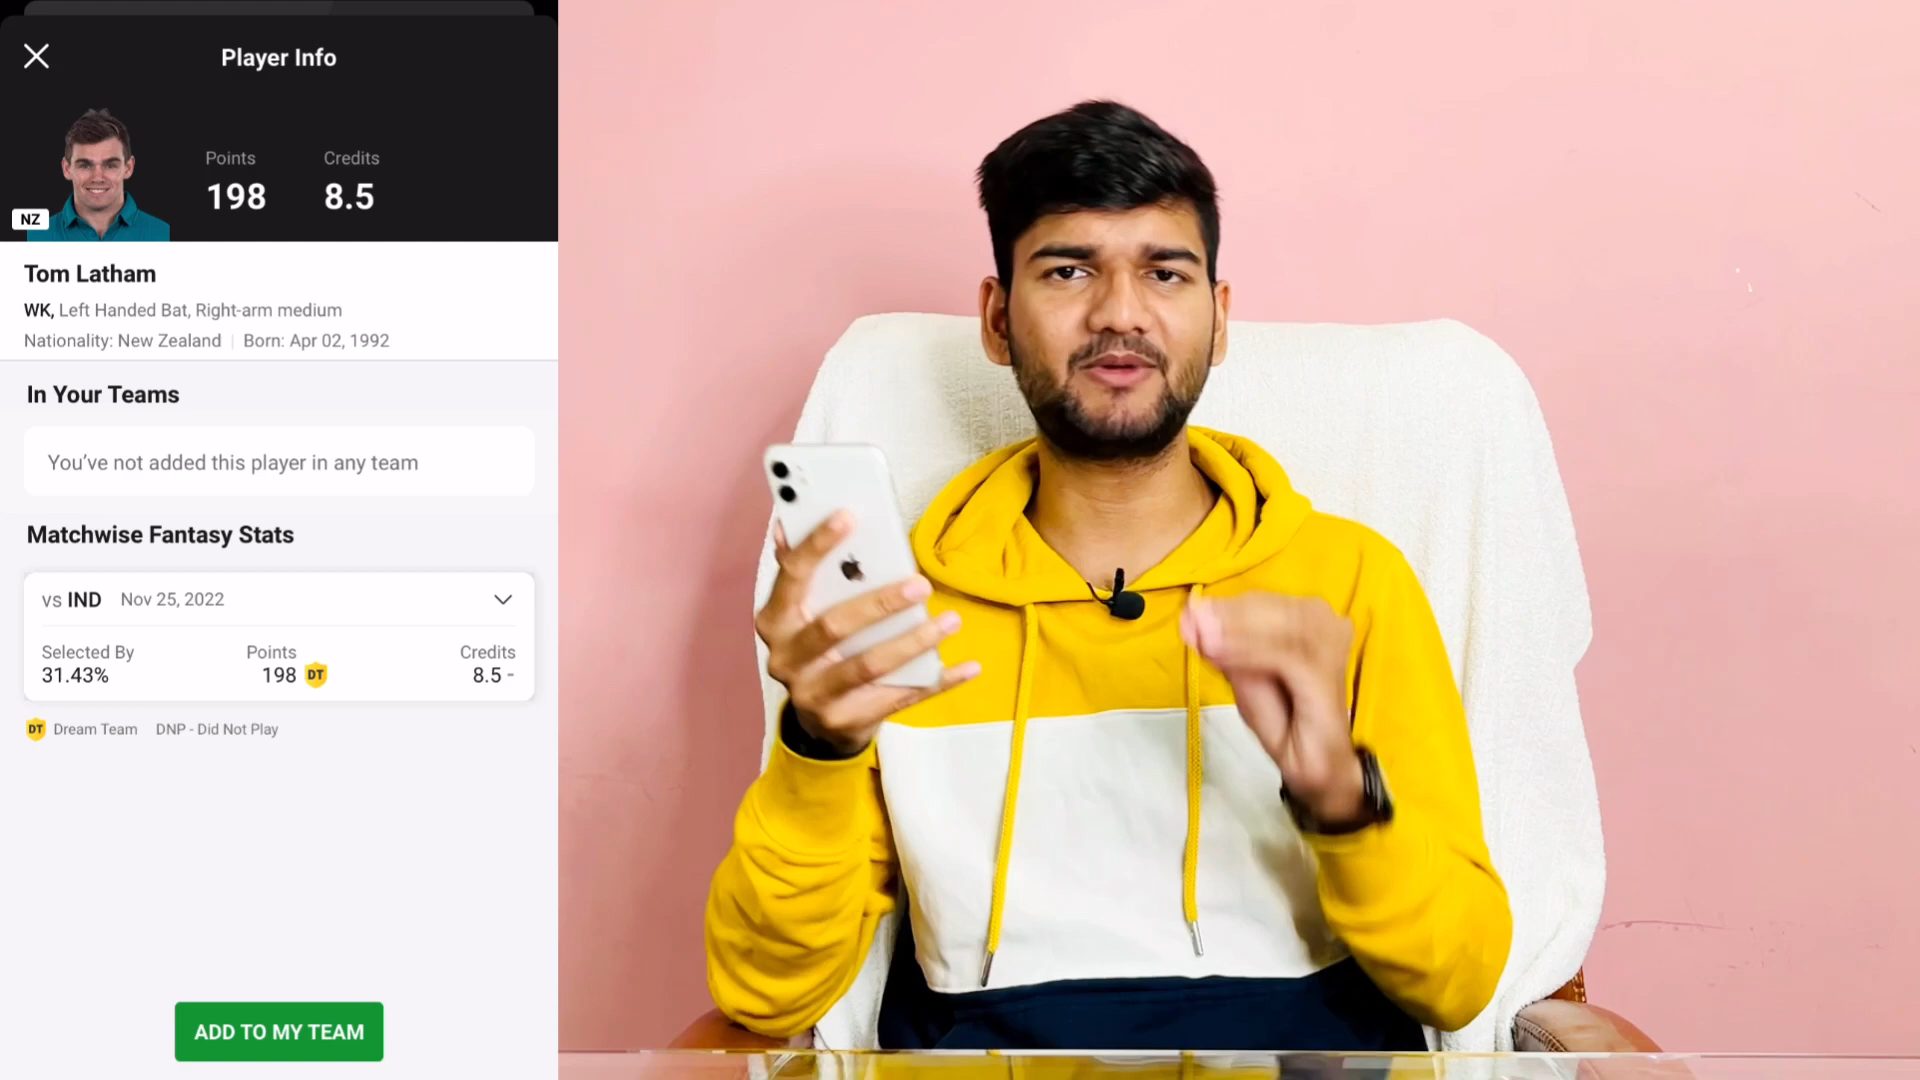 Player Info
Points Credits
198 8.5
NZ
Tom Latham
WK, Left Handed Bat, Right-arm medium
Nationality: New Zealand | Born: Apr 02, 1992
In Your Teams
You’ve not added this player in any team
Matchwise Fantasy Stats
vs IND Nov 25, 2022
Selected By Points Credits
31.43% 198 DT 8.5 -
DT Dream Team DNP - Did Not Play
ADD TO MY TEAM